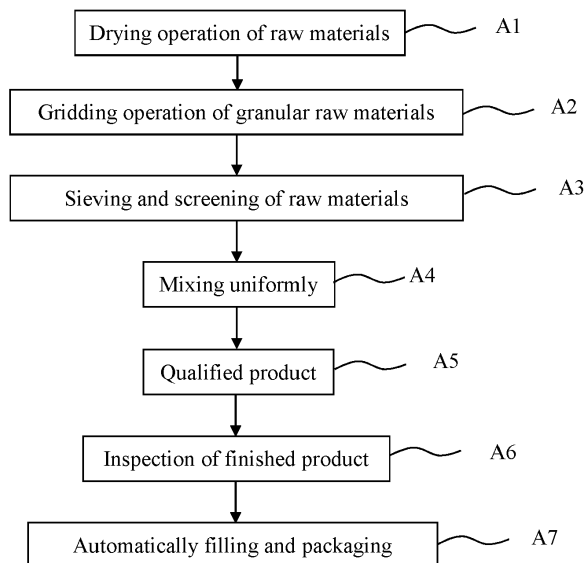 Drying operation of raw materials A1
Gridding operation of granular raw materials A2
Sieving and screening of raw materials A3
Mixing uniformly A4
Qualified product A5
Inspection of finished product A6
Automatically filling and packaging A7